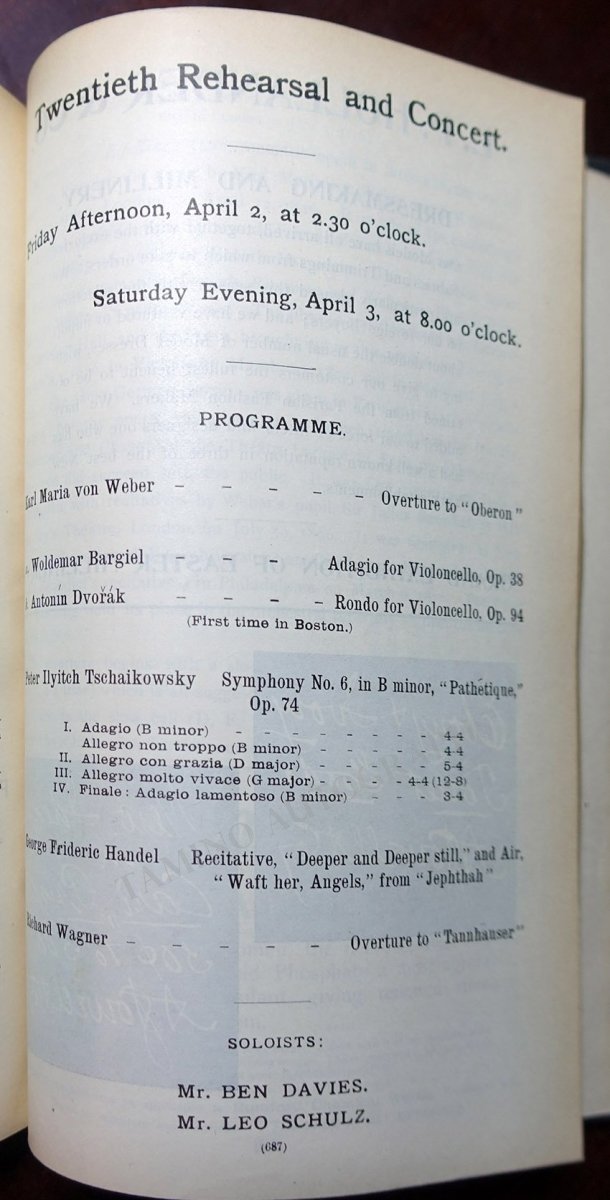 Twentieth Rehearsal and Concert.
Friday Afternoon, April 2, at 2.30 o'clock.
Saturday Evening, April 3, at 8.00 o'clock.
PROGRAMME.
Karl Maria von Weber - - - - - Overture to "Oberon"
Woldemar Bargiel - - - Adagio for Violoncello, Op. 38
Antonín Dvořák - - - - Rondo for Violoncello, Op. 94
(First time in Boston.)
Peter Ilyitch Tschaikowsky Symphony No. 6, in B minor, "Pathétique,"
Op. 74
I. Adagio (B minor) - - - - - - - - 4-4
Allegro non troppo (B minor) - - - - - 4-4
II. Allegro con grazia (D major) - - - - - 5-4
III. Allegro molto vivace (G major) - - - - 4-4 (12-8)
IV. Finale: Adagio lamentoso (B minor) - - - 3-4
George Frideric Handel Recitative, "Deeper and Deeper still," and Air,
"Waft her, Angels," from "Jephthah"
Richard Wagner - - - - - Overture to "Tannhäuser"
SOLOISTS:
Mr. BEN DAVIES.
Mr. LEO SCHULZ.
(687)